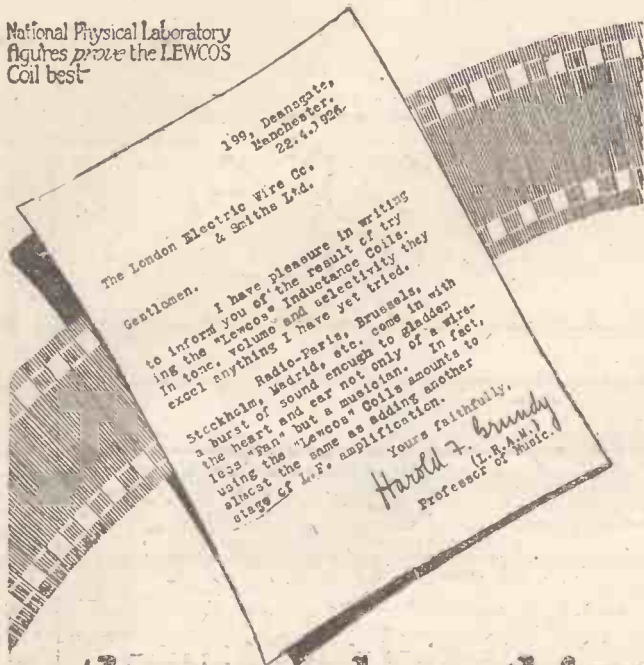 National Physical Laboratory
figures prove the LEWCOS
Coil best
199, Deansgate,
Manchester.
22.4.1926.
The London Electric Wire Co.
& Smiths Ltd.
Gentlemen.
I have pleasure in writing
to inform you of the result of try
ing the "Lewcos" Inductance Coils.
In tone, volume and selectivity they
excel anything I have yet tried.
Radio-Paris, Brussels,
Stockholm, Madrid, etc. come in with
a burst of sound enough to gladden
the heart and ear not only of a wire-
less "Fan" but a musician. In fact,
using the "Lewcos" Coils amounts to
almost the same as adding another
stage of L.F. amplification.
Yours faithfully,
Harold F. Grundy
(L.R.A.M.)
Professor of Music.